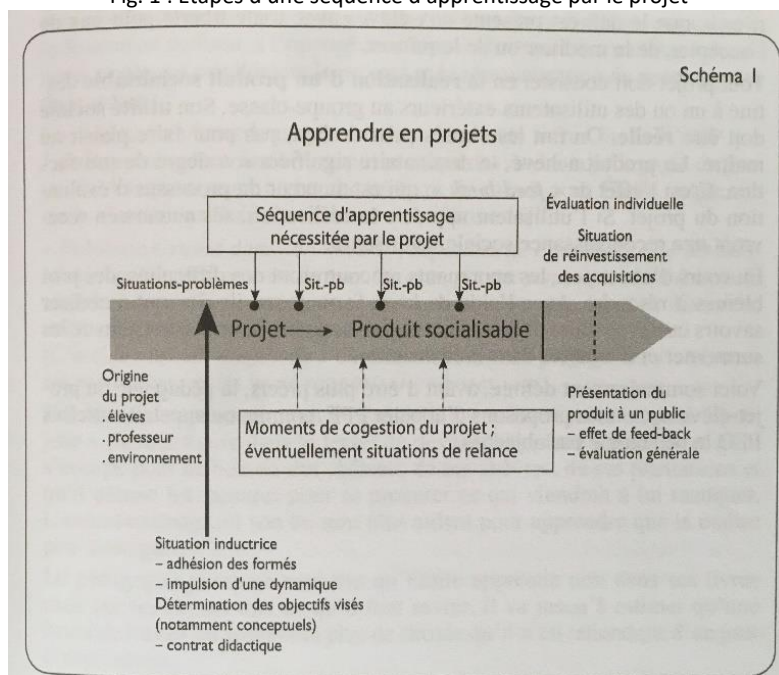 Fig. 1 : Etapes d'une séquence d'apprentissage par le projet
Schéma I
Apprendre en projets
Séquence d'apprentissage
nécessitée par le projet
Évaluation individuelle
Situation
de réinvestissement
des acquisitions
Situations-problèmes
Sit.-pb
Sit.-pb
Sit.-pb
Projet
Produit socialisable
Origine
du projet
. élèves
. professeur
. environnement
Moments de cogestion du projet ;
éventuellement situations de relance
Présentation du
produit à un public
– effet de feed-back
– évaluation générale
Situation inductrice
– adhésion des formés
– impulsion d'une dynamique
Détermination des objectifs visés
(notamment conceptuels)
– contrat didactique